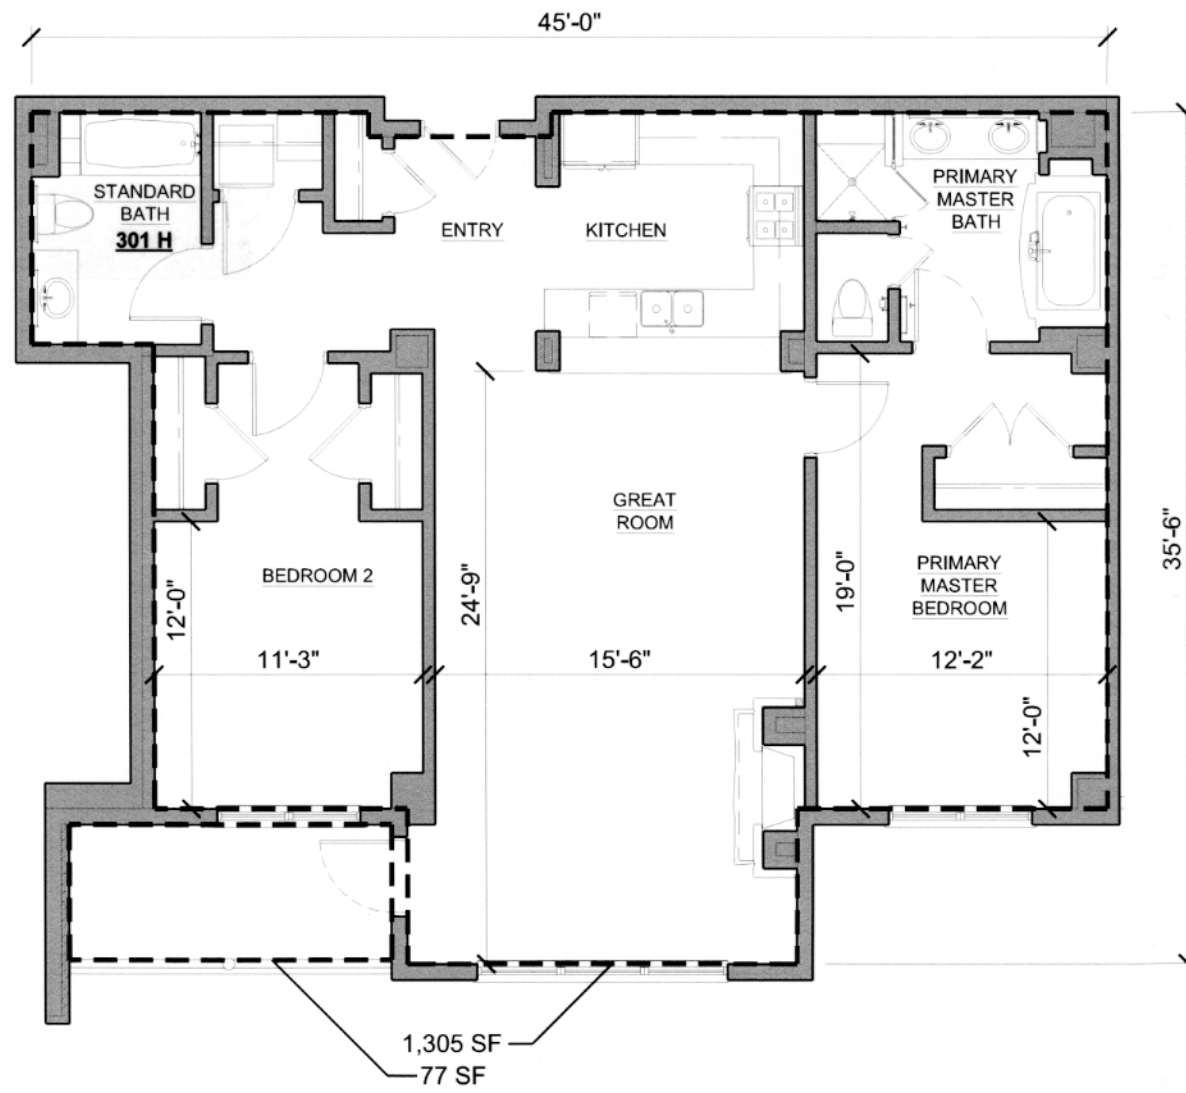 45'-0"
STANDARD
BATH
301 H
ENTRY
KITCHEN
PRIMARY
MASTER
BATH
GREAT
ROOM
35'-6"
BEDROOM 2
12'-0"
24'-9"
19'-0"
PRIMARY
MASTER
BEDROOM
11'-3"
15'-6"
12'-2"
12'-0"
1,305 SF
77 SF